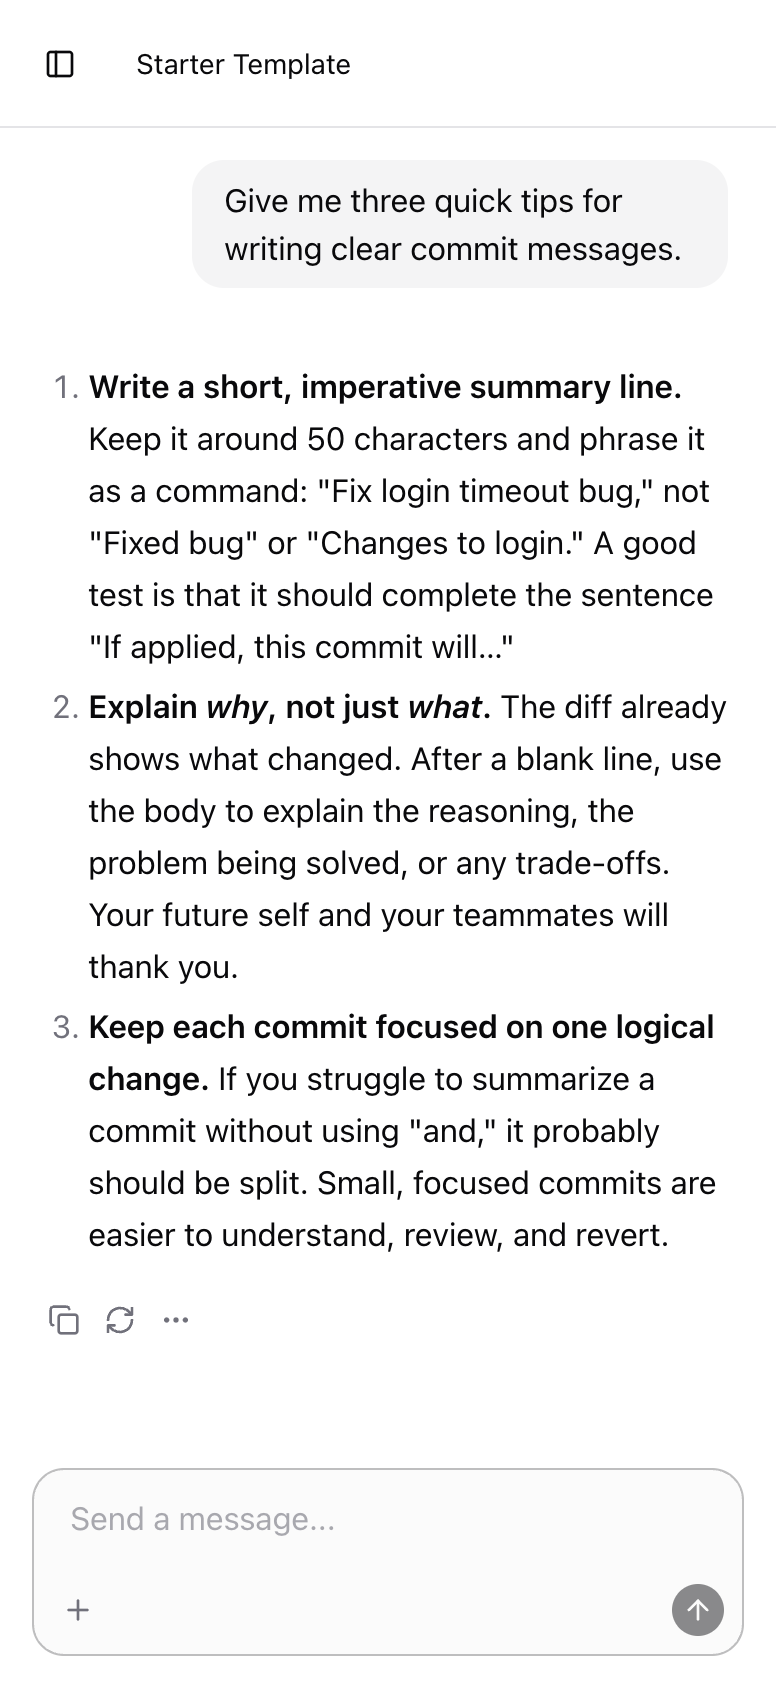 Starter Template
Give me three quick tips for
writing clear commit messages.
1. Write a short, imperative summary line.
Keep it around 50 characters and phrase it
as a command: "Fix login timeout bug," not
"Fixed bug" or "Changes to login." A good
test is that it should complete the sentence
"If applied, this commit will..."
2. Explain why, not just what. The diff already
shows what changed. After a blank line, use
the body to explain the reasoning, the
problem being solved, or any trade-offs.
Your future self and your teammates will
thank you.
3. Keep each commit focused on one logical
change. If you struggle to summarize a
commit without using "and," it probably
should be split. Small, focused commits are
easier to understand, review, and revert.
Send a message...